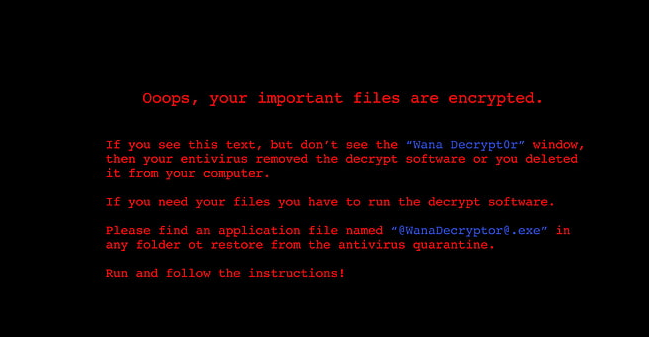 Ooops, your important files are encrypted.
If you see this text, but don't see the “Wana Decrypt0r” window,
then your entivirus removed the decrypt software or you deleted
it from your computer.
If you need your files you have to run the decrypt software.
Please find an application file named “@WanaDecryptor@.exe” in
any folder ot restore from the antivirus quarantine.
Run and follow the instructions!